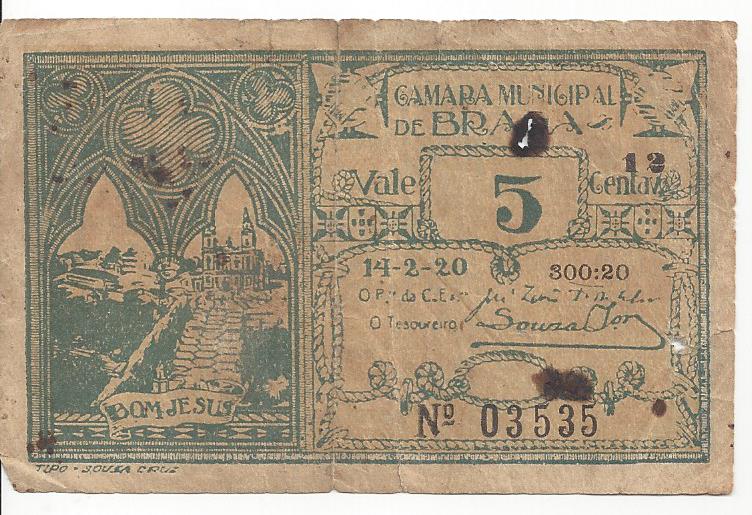 CAMARA MUNICIPAL
DE BRAGA
12
Vale 5 Centavos
14-2-20 300:20
O P.te da C. Ex.
O Tesoureiro Souza
Nº 03535
BOM JESUS
TIPO - SOUSA CRUZ